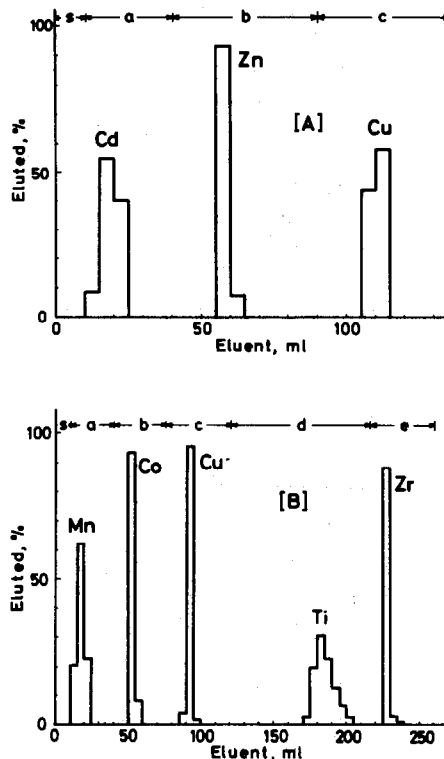 s a b c
100
50
0
Eluted, %
Cd
Zn
[A]
Cu
0 50 100
Eluent, ml
s a b c d e
100
50
0
Eluted, %
Mn
Co
Cu
[B]
Ti
Zr
0 50 100 150 200 250
Eluent, ml